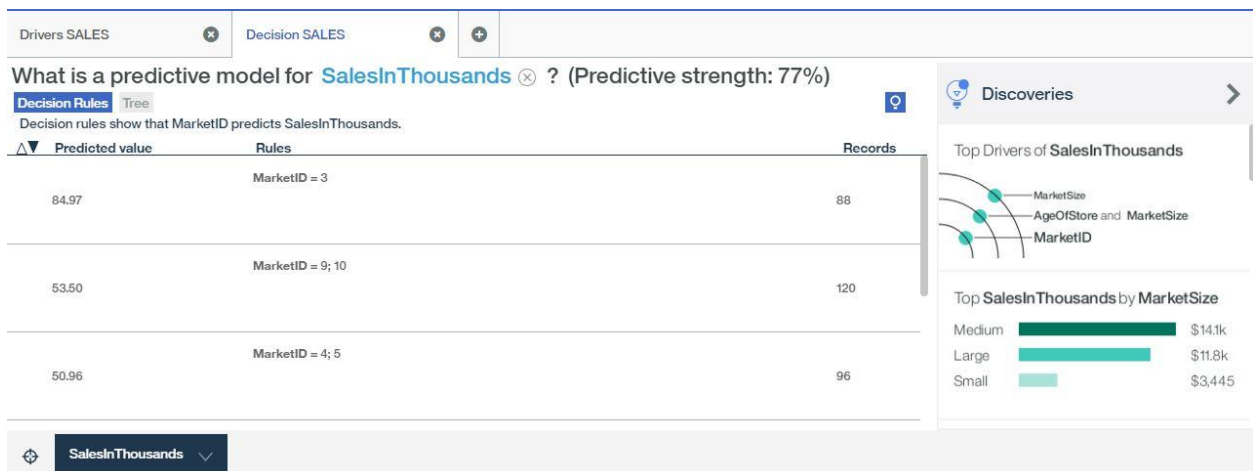 Drivers SALES
Decision SALES
What is a predictive model for SalesInThousands ? (Predictive strength: 77%)
Decision Rules Tree
Decision rules show that MarketID predicts SalesInThousands.
Predicted value Rules Records
MarketID = 3
84.97 88
MarketID = 9; 10
53.50 120
MarketID = 4; 5
50.96 96
SalesInThousands
Discoveries
Top Drivers of SalesInThousands
MarketSize
AgeOfStore and MarketSize
MarketID
Top SalesInThousands by MarketSize
Medium $14.1k
Large $11.8k
Small $3,445